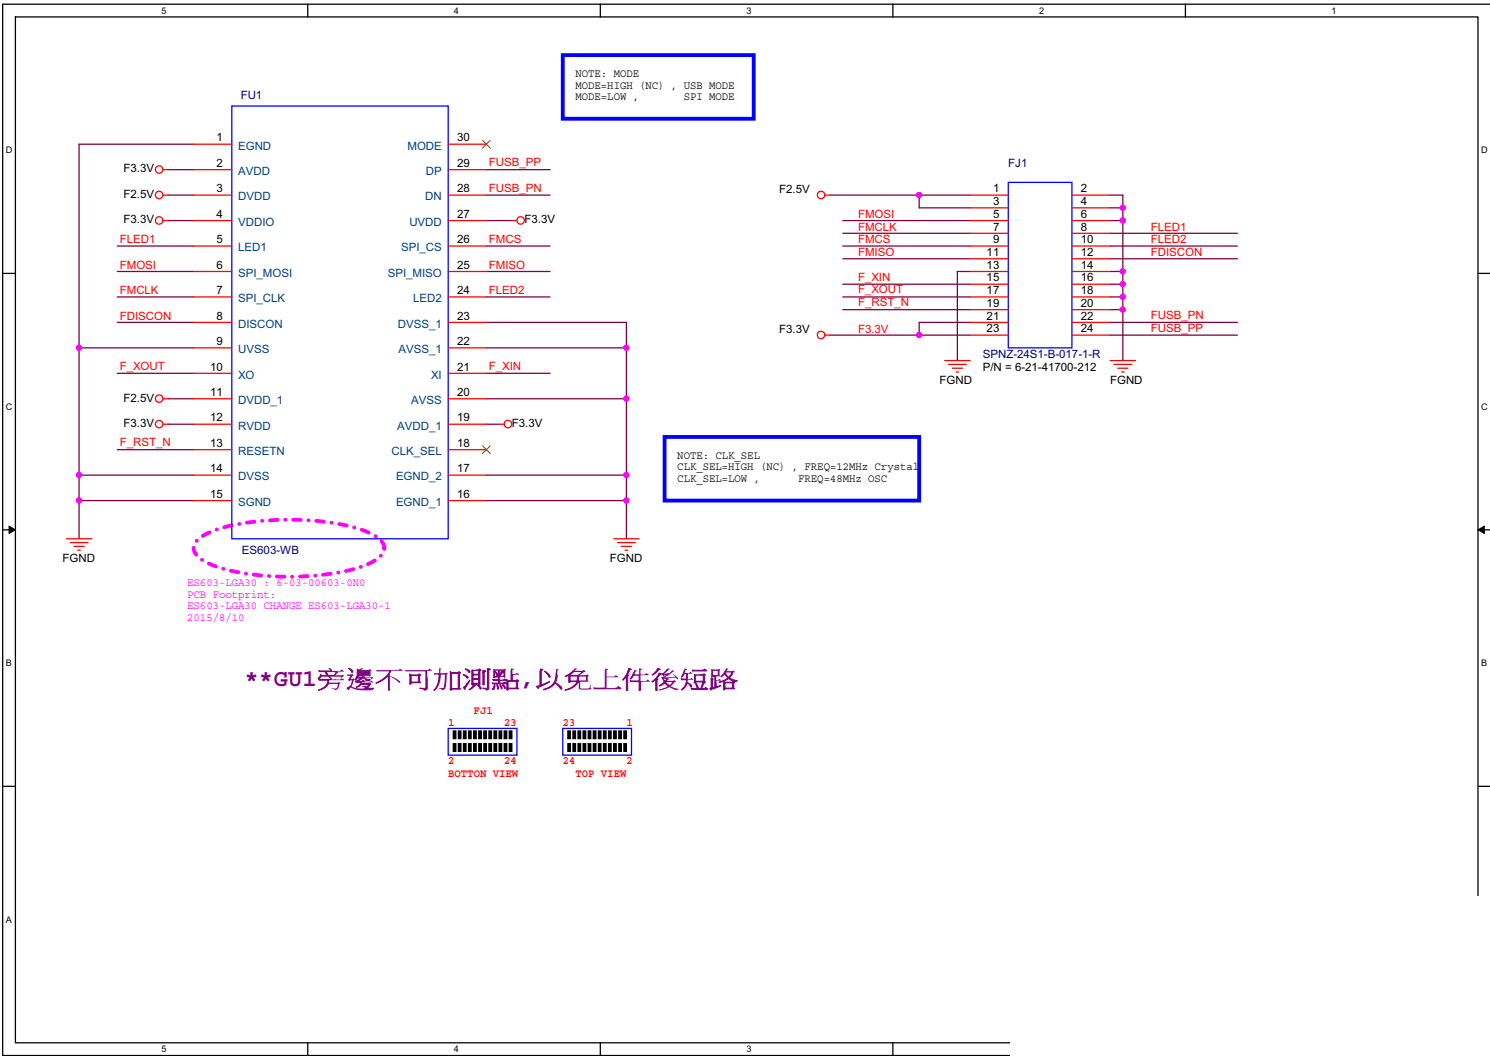 5 4 3 2 1
D D
C C
B B
A
NOTE: MODE
MODE=HIGH (NC) , USB MODE
MODE=LOW , SPI MODE
FU1
1 EGND
F3.3V 2 AVDD
F2.5V 3 DVDD
F3.3V 4 VDDIO
FLED1 5 LED1
FMOSI 6 SPI_MOSI
FMCLK 7 SPI_CLK
FDISCON 8 DISCON
9 UVSS
F_XOUT 10 XO
F2.5V 11 DVDD_1
F3.3V 12 RVDD
F_RST_N 13 RESETN
14 DVSS
15 SGND
MODE 30
DP 29 FUSB_PP
DN 28 FUSB_PN
UVDD 27 F3.3V
SPI_CS 26 FMCS
SPI_MISO 25 FMISO
LED2 24 FLED2
DVSS_1 23
AVSS_1 22
XI 21 F_XIN
AVSS 20
AVDD_1 19 F3.3V
CLK_SEL 18
EGND_2 17
EGND_1 16
FGND
FGND
ES603-WB
ES603-LGA30 : 6-03-00603-0N0
PCB Footprint:
ES603-LGA30 CHANGE ES603-LGA30-1
2015/8/10
FJ1
F2.5V 1 2
3 4
FMOSI 5 6
FMCLK 7 8 FLED1
FMCS 9 10 FLED2
FMISO 11 12 FDISCON
13 14
F_XIN 15 16
F_XOUT 17 18
F_RST_N 19 20
21 22 FUSB_PN
F3.3V F3.3V 23 24 FUSB_PP
SPNZ-24S1-B-017-1-R
P/N = 6-21-41700-212
FGND
FGND
NOTE: CLK_SEL
CLK_SEL=HIGH (NC) , FREQ=12MHz Crystal
CLK_SEL=LOW , FREQ=48MHz OSC
**GU1旁邊不可加測點,以免上件後短路
FJ1
1 23
2 24
BOTTON VIEW
23 1
24 2
TOP VIEW
5 4 3